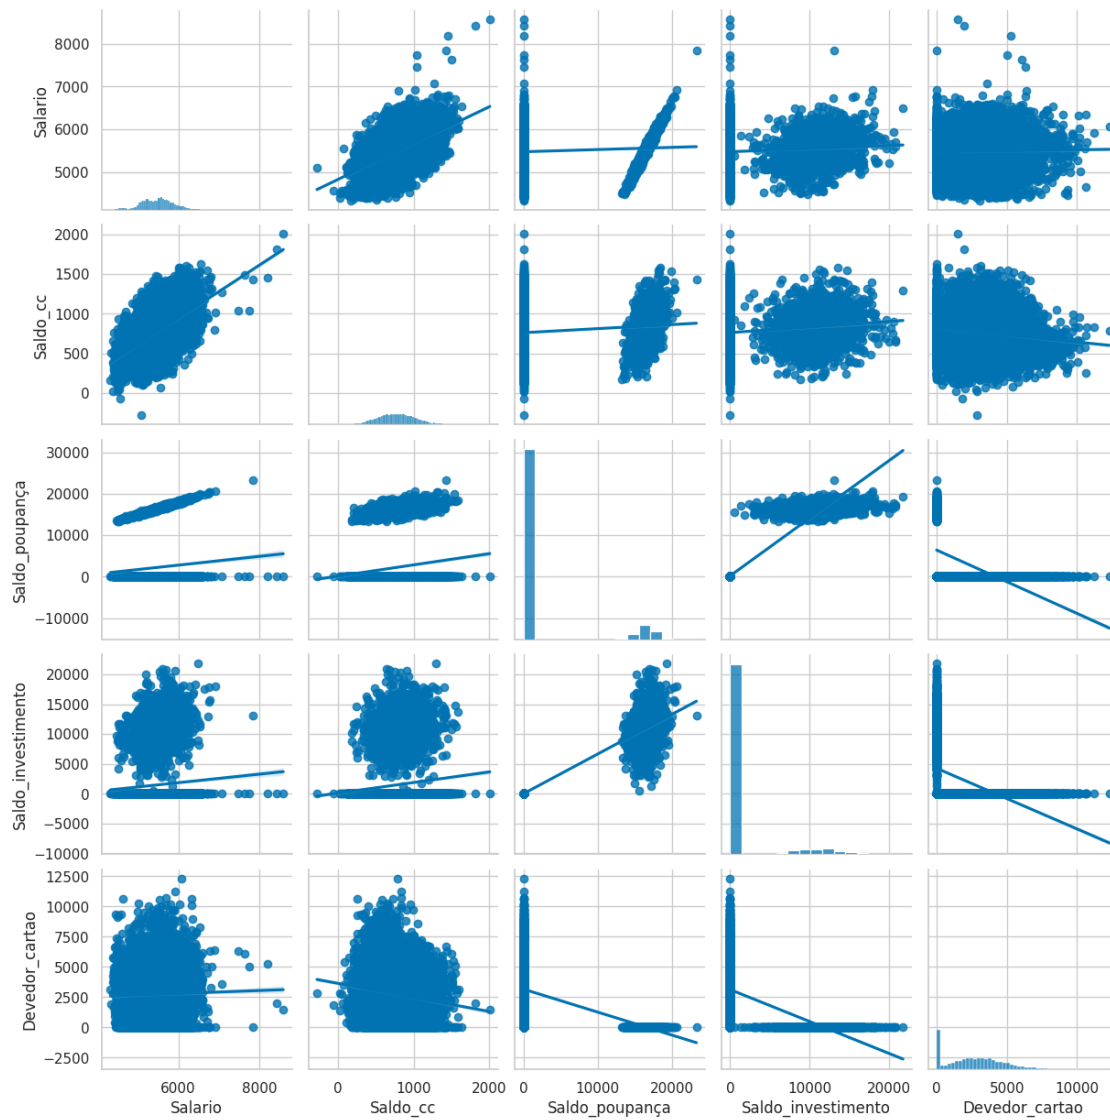 8000
7000
6000
5000
Salario
2000
1500
1000
500
0
Saldo_cc
30000
20000
10000
0
−10000
Saldo_poupança
20000
15000
10000
5000
0
−5000
−10000
Saldo_investimento
12500
10000
7500
5000
2500
0
−2500
Devedor_cartao
6000 8000
0 1000 2000
0 10000 20000
0 10000 20000
0 5000 10000
Salario Saldo_cc Saldo_poupança Saldo_investimento Devedor_cartao